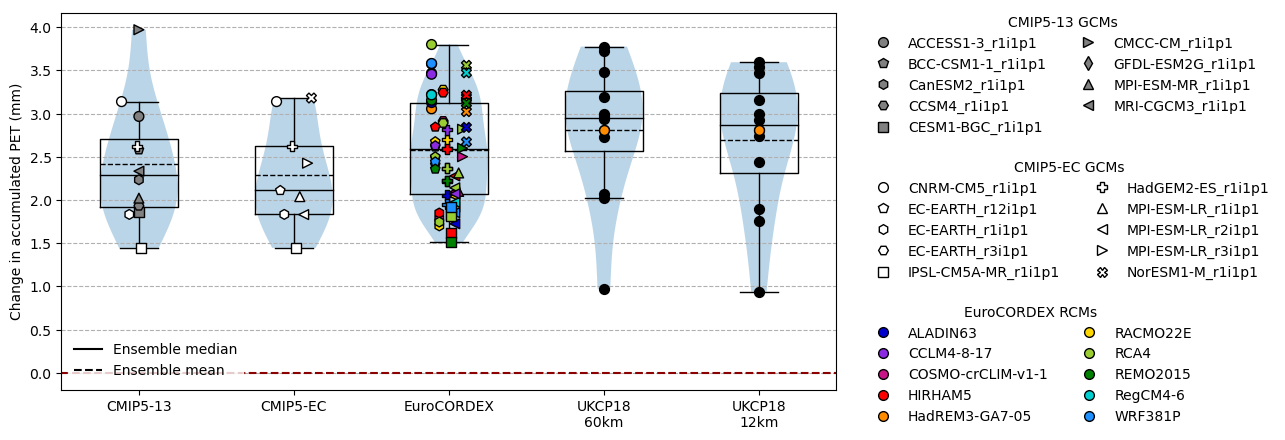 Change in accumulated PET (mm)
4.0
3.5
3.0
2.5
2.0
1.5
1.0
0.5
0.0
Ensemble median
Ensemble mean
CMIP5-13
CMIP5-EC
EuroCORDEX
UKCP18
60km
UKCP18
12km
CMIP5-13 GCMs
ACCESS1-3_r1i1p1
BCC-CSM1-1_r1i1p1
CanESM2_r1i1p1
CCSM4_r1i1p1
CESM1-BGC_r1i1p1
CMCC-CM_r1i1p1
GFDL-ESM2G_r1i1p1
MPI-ESM-MR_r1i1p1
MRI-CGCM3_r1i1p1
CMIP5-EC GCMs
CNRM-CM5_r1i1p1
EC-EARTH_r12i1p1
EC-EARTH_r1i1p1
EC-EARTH_r3i1p1
IPSL-CM5A-MR_r1i1p1
HadGEM2-ES_r1i1p1
MPI-ESM-LR_r1i1p1
MPI-ESM-LR_r2i1p1
MPI-ESM-LR_r3i1p1
NorESM1-M_r1i1p1
EuroCORDEX RCMs
ALADIN63
CCLM4-8-17
COSMO-crCLIM-v1-1
HIRHAM5
HadREM3-GA7-05
RACMO22E
RCA4
REMO2015
RegCM4-6
WRF381P